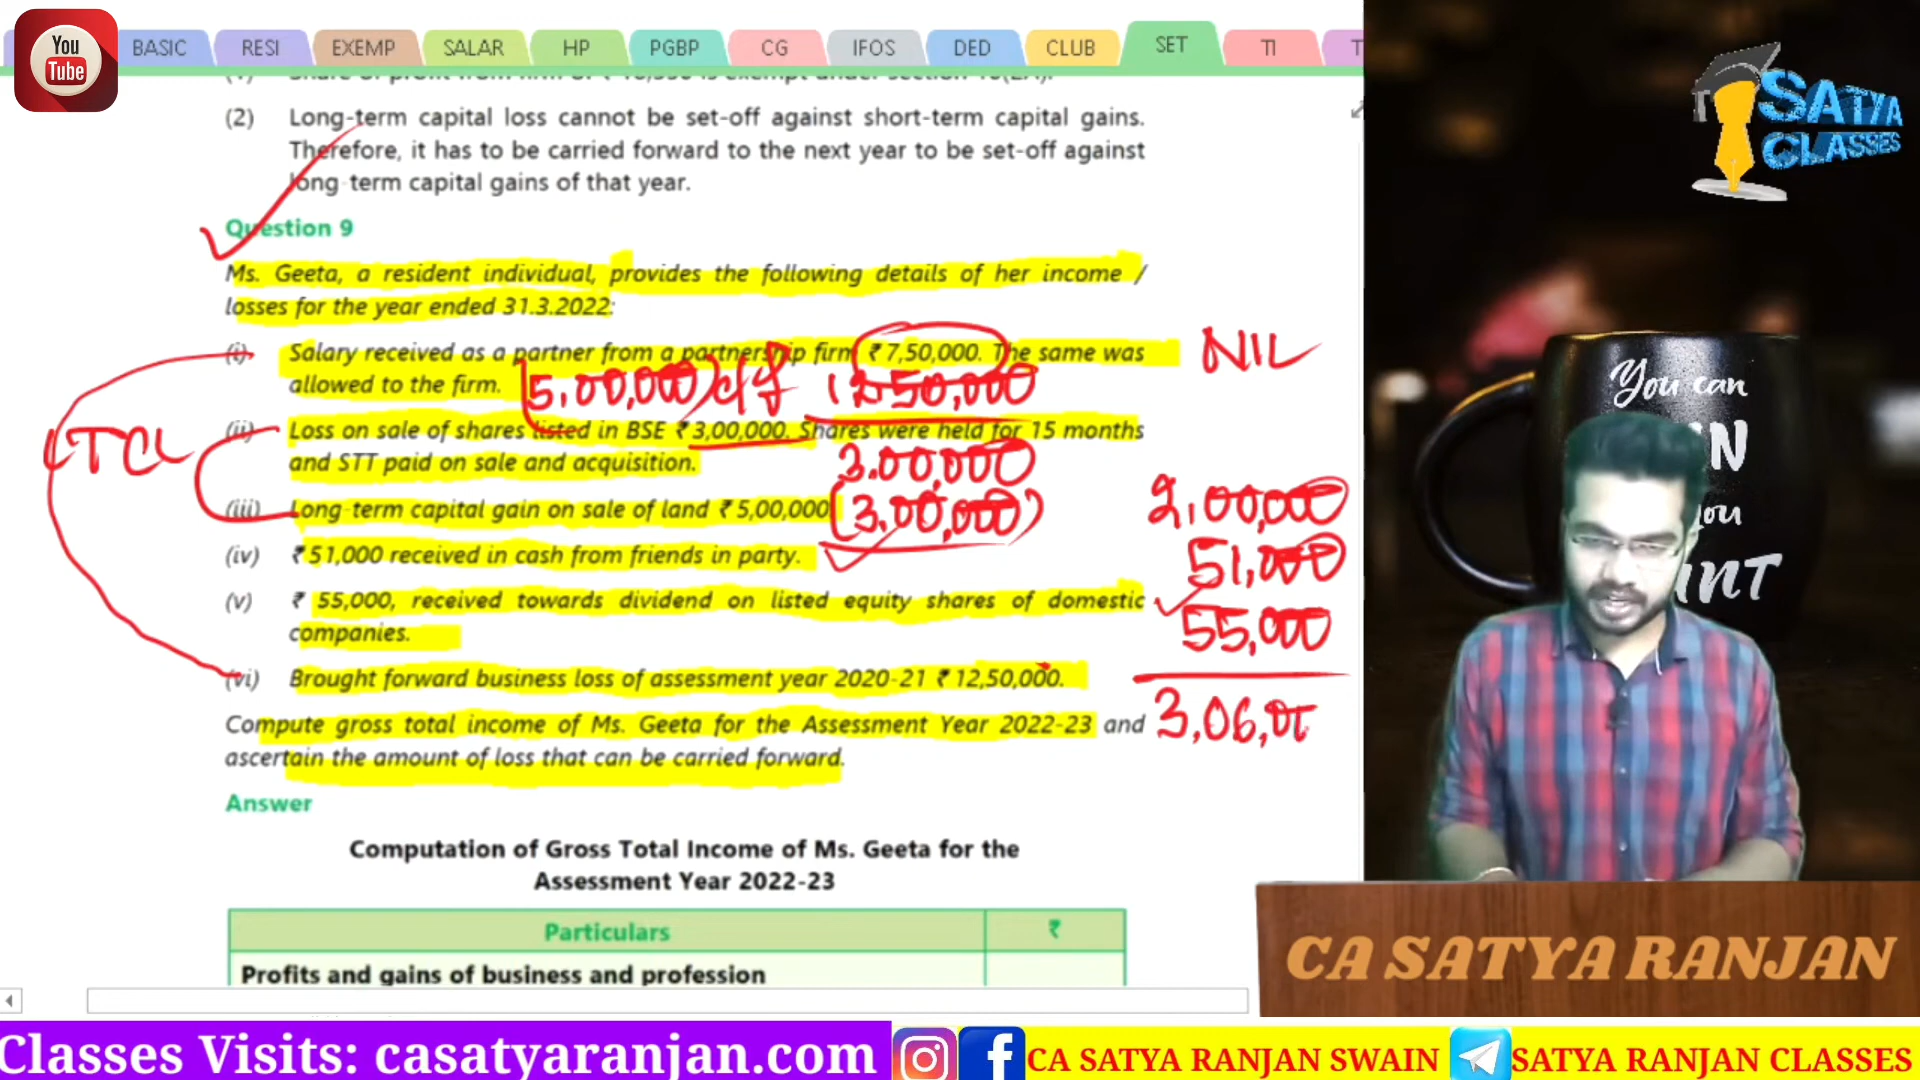 You
Tube
BASIC RESI EXEMP SALAR HP PGBP CG IFOS DED CLUB SET TI T
(2) Long-term capital loss cannot be set-off against short-term capital gains.
Therefore, it has to be carried forward to the next year to be set-off against
long-term capital gains of that year.
Question 9
Ms. Geeta, a resident individual, provides the following details of her income /
losses for the year ended 31.3.2022:
(i) Salary received as a partner from a partnership firm ₹ 7,50,000. The same was
NIL
allowed to the firm.
5,00,000) c/f 12,50,000
(ii) Loss on sale of shares listed in BSE ₹ 3,00,000. Shares were held for 15 months
LTCL
and STT paid on sale and acquisition.
3,00,000
(iii) Long-term capital gain on sale of land ₹ 5,00,000
(3,00,000)
2,00,000
(iv) ₹ 51,000 received in cash from friends in party.
51,000
(v) ₹ 55,000, received towards dividend on listed equity shares of domestic
companies.
55,000
(vi) Brought forward business loss of assessment year 2020-21 ₹ 12,50,000.
Compute gross total income of Ms. Geeta for the Assessment Year 2022-23 and
3,06,00
ascertain the amount of loss that can be carried forward.
Answer
Computation of Gross Total Income of Ms. Geeta for the
Assessment Year 2022-23
Particulars ₹
Profits and gains of business and profession
SATYA
CLASSES
You can
CA SATYA RANJAN
Classes Visits: casatyaranjan.com
CA SATYA RANJAN SWAIN
SATYA RANJAN CLASSES